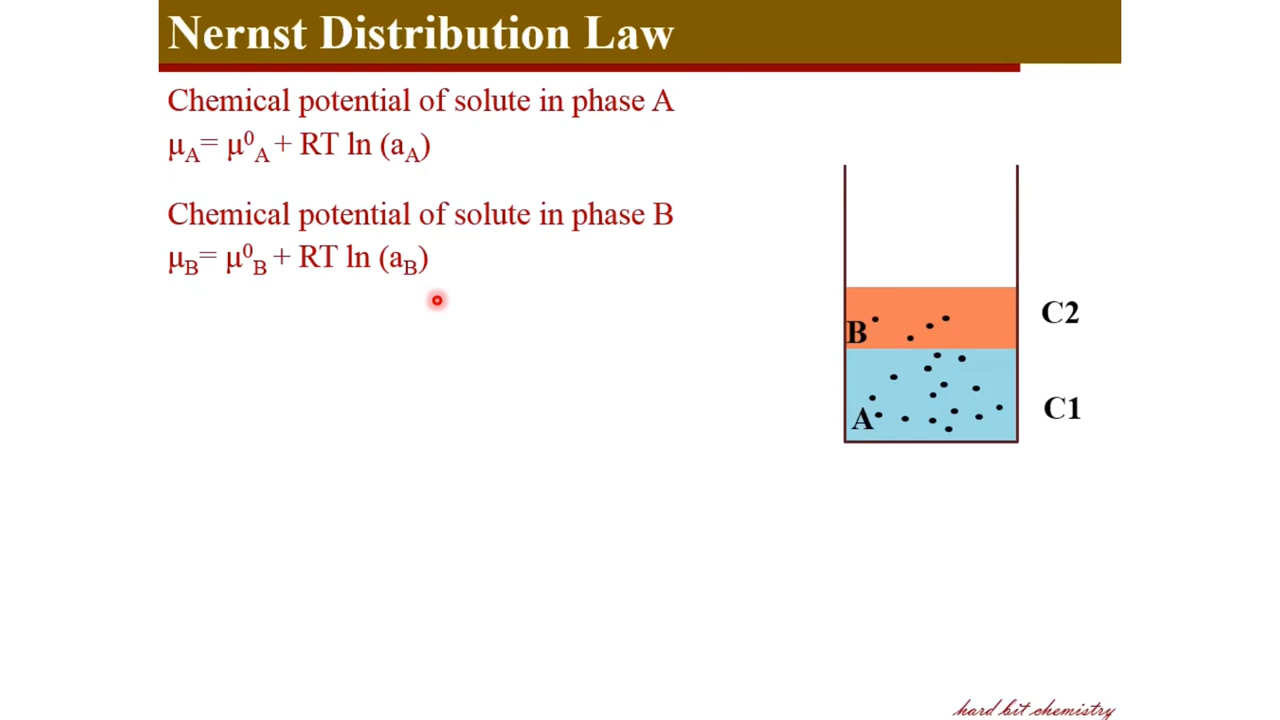 Nernst Distribution Law
Chemical potential of solute in phase A
μA= μ⁰A + RT ln (aA)
Chemical potential of solute in phase B
μB= μ⁰B + RT ln (aB)
B
C2
A
C1
hard bit chemistry